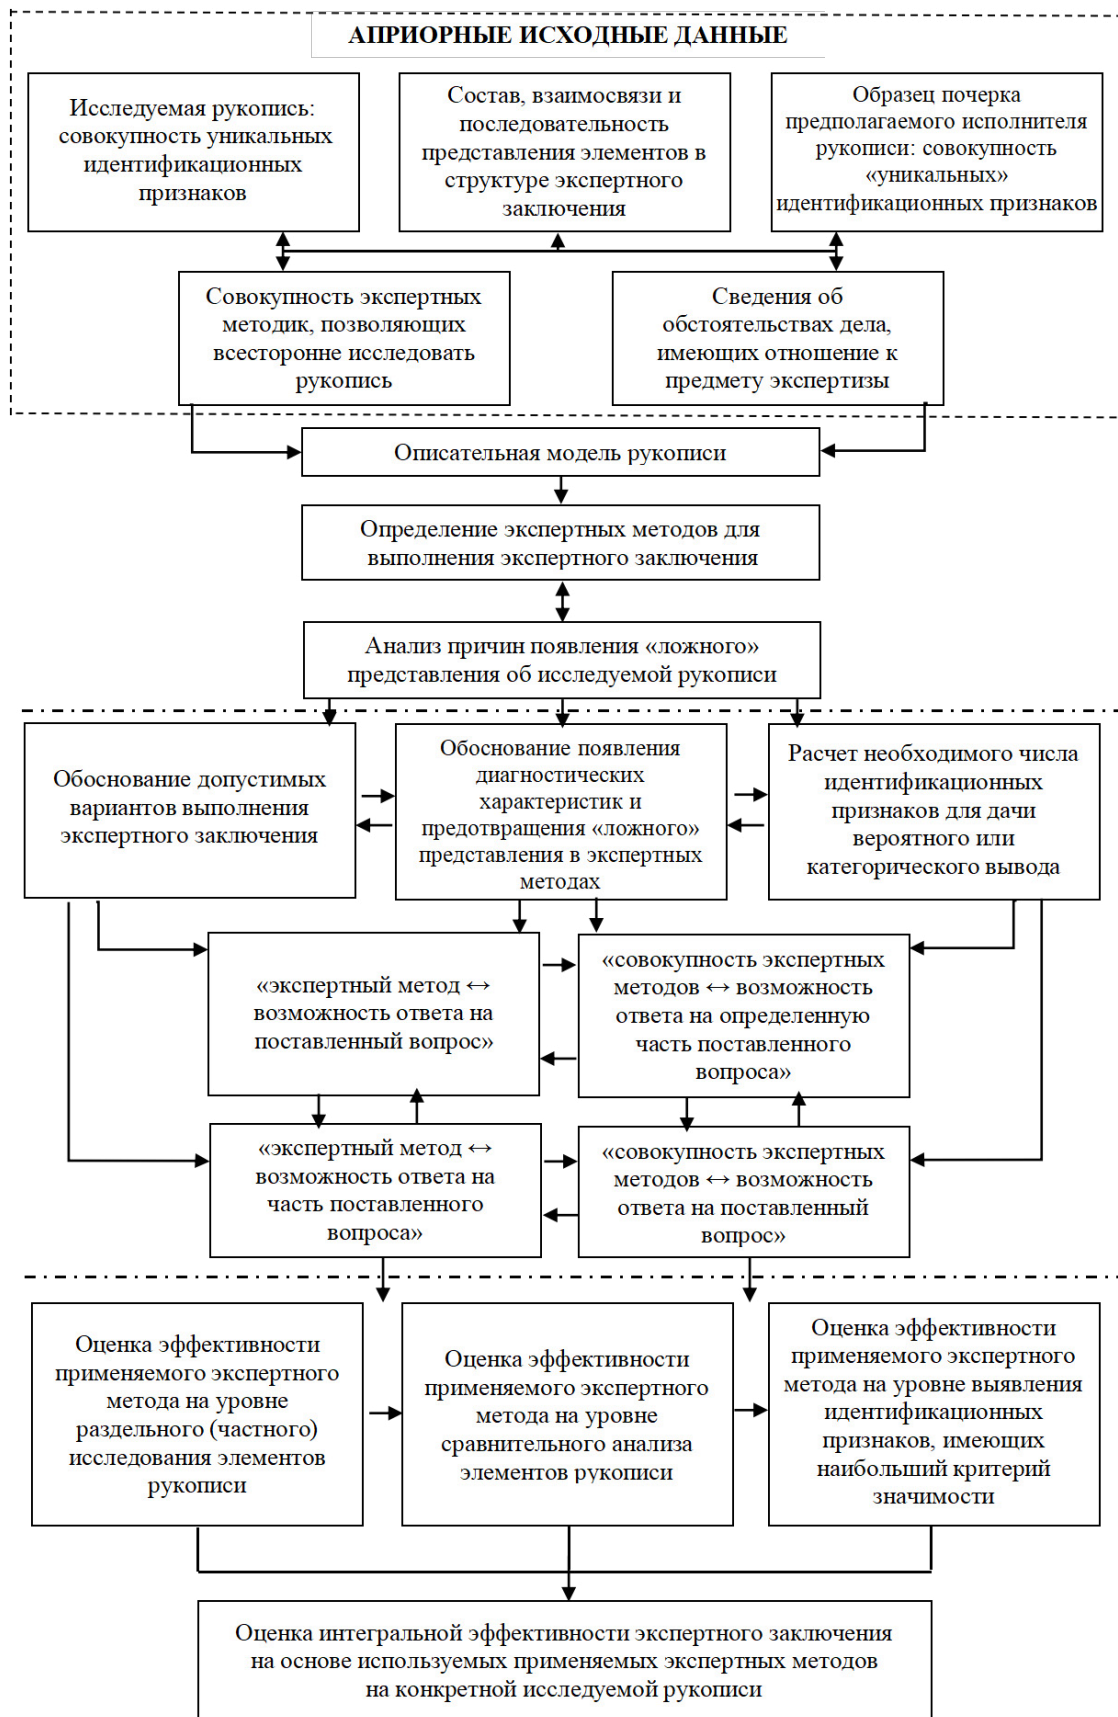 АПРИОРНЫЕ ИСХОДНЫЕ ДАННЫЕ
Исследуемая рукопись:
совокупность уникальных
идентификационных
признаков
Состав, взаимосвязи и
последовательность
представления элементов в
структуре экспертного
заключения
Образец почерка
предполагаемого исполнителя
рукописи: совокупность
«уникальных»
идентификационных признаков
Совокупность экспертных
методик, позволяющих
всесторонне исследовать
рукопись
Сведения об
обстоятельствах дела,
имеющих отношение к
предмету экспертизы
Описательная модель рукописи
Определение экспертных методов для
выполнения экспертного заключения
Анализ причин появления «ложного»
представления об исследуемой рукописи
Обоснование допустимых
вариантов выполнения
экспертного заключения
Обоснование появления
диагностических
характеристик и
предотвращения «ложного»
представления в экспертных
методах
Расчет необходимого числа
идентификационных
признаков для дачи
вероятного или
категорического вывода
«экспертный метод ↔
возможность ответа на
поставленный вопрос»
«совокупность экспертных
методов ↔ возможность
ответа на определенную
часть поставленного
вопроса»
«экспертный метод ↔
возможность ответа на
часть поставленного
вопроса»
«совокупность экспертных
методов ↔ возможность
ответа на поставленный
вопрос»
Оценка эффективности
применяемого экспертного
метода на уровне
раздельного (частного)
исследования элементов
рукописи
Оценка эффективности
применяемого экспертного
метода на уровне
сравнительного анализа
элементов рукописи
Оценка эффективности
применяемого экспертного
метода на уровне выявления
идентификационных
признаков, имеющих
наибольший критерий
значимости
Оценка интегральной эффективности экспертного заключения
на основе используемых применяемых экспертных методов
на конкретной исследуемой рукописи